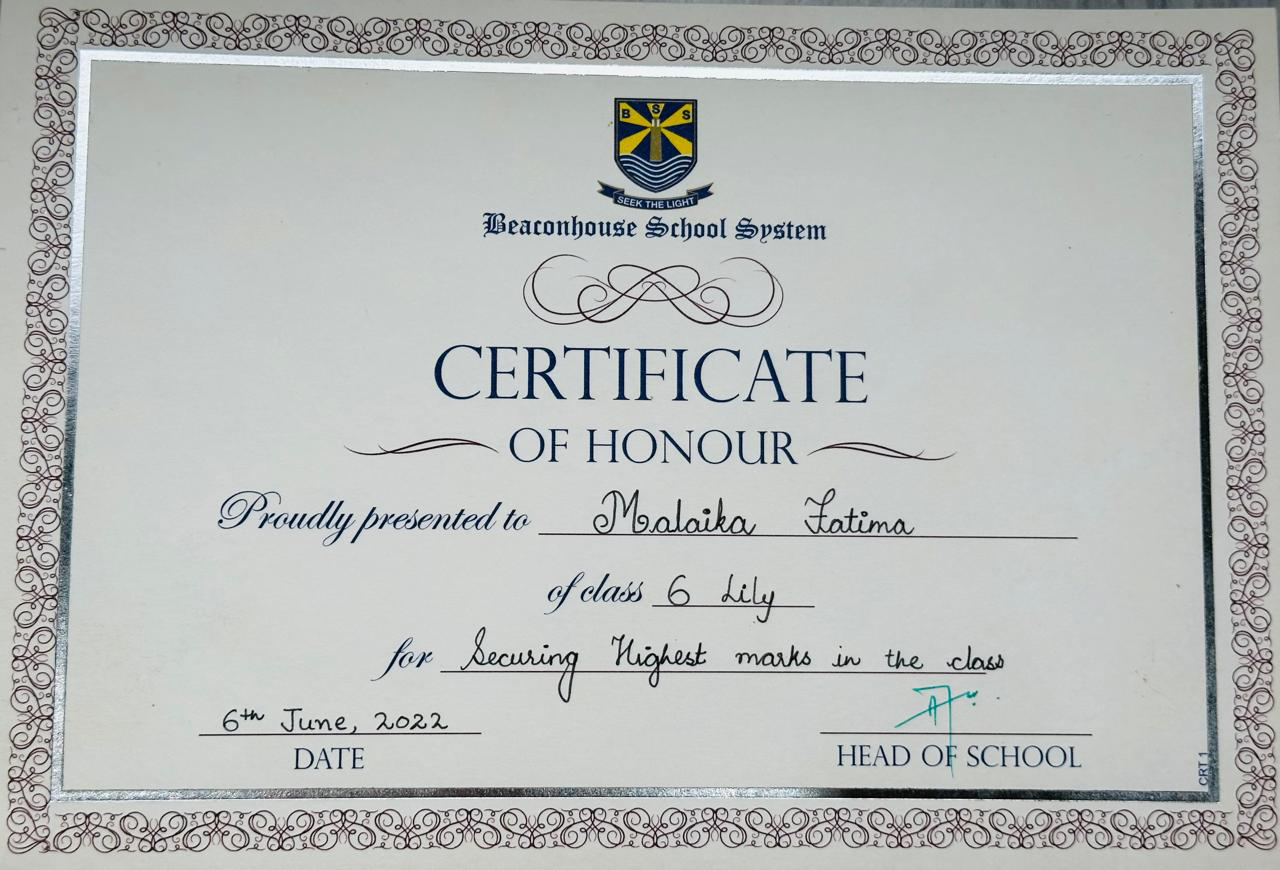 B S S
SEEK THE LIGHT
Beaconhouse School System
CERTIFICATE
OF HONOUR
Proudly presented to Malaika Fatima
of class 6 Lily
for Securing Highest marks in the class
6th June, 2022
DATE
HEAD OF SCHOOL
CRT 1